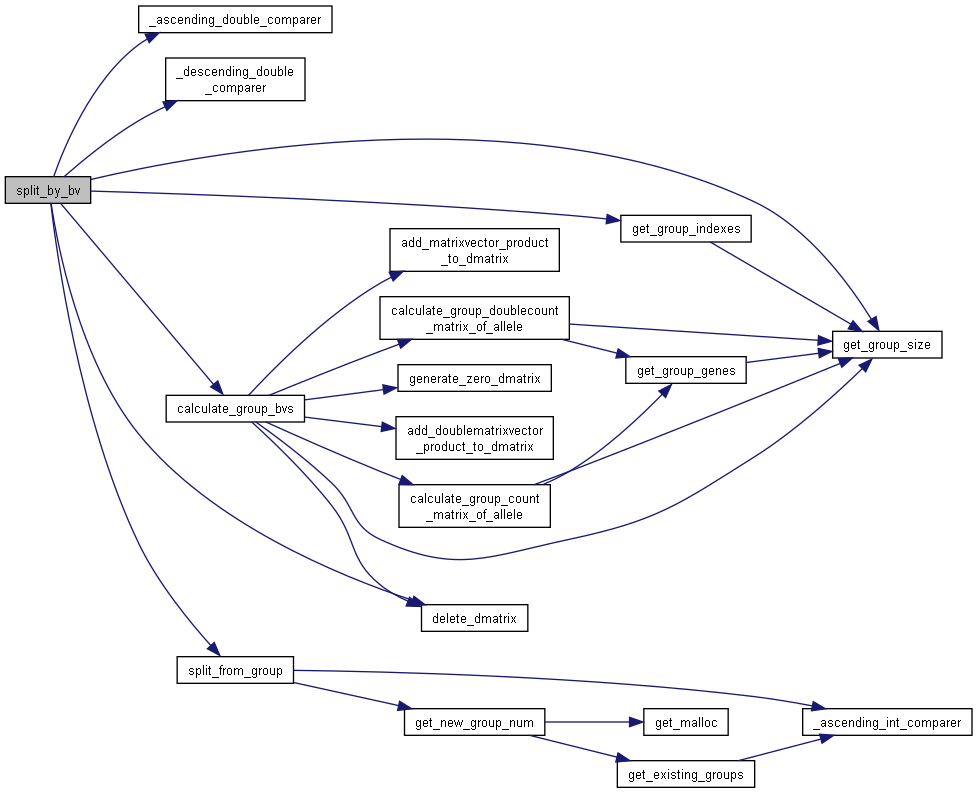 _ascending_double_comparer
_descending_double
_comparer
split_by_bv
get_group_indexes
add_matrixvector_product
_to_dmatrix
calculate_group_doublecount
_matrix_of_allele
get_group_size
get_group_genes
generate_zero_dmatrix
calculate_group_bvs
add_doublematrixvector
_product_to_dmatrix
calculate_group_count
_matrix_of_allele
delete_dmatrix
split_from_group
get_new_group_num
get_malloc
_ascending_int_comparer
get_existing_groups